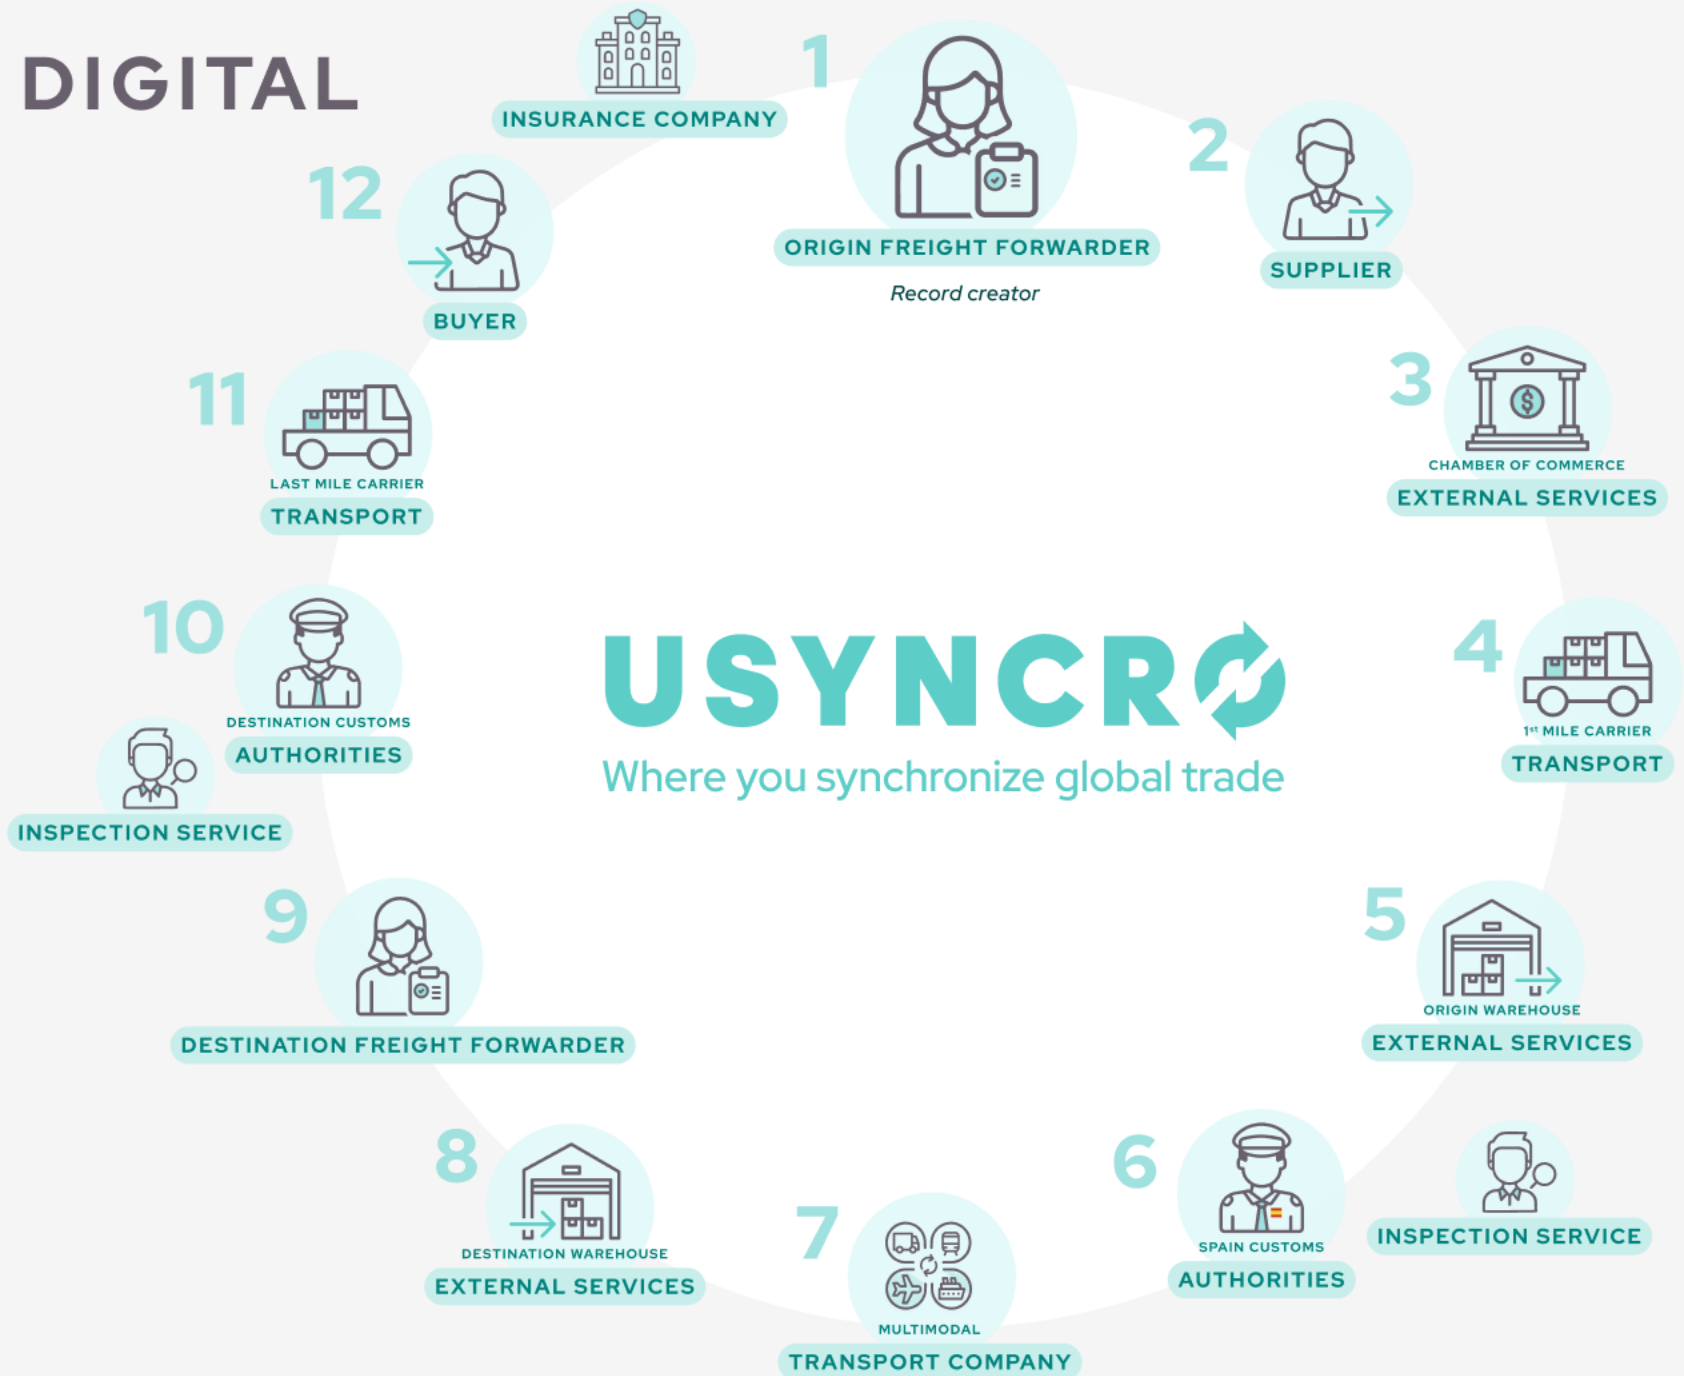 DIGITAL
INSURANCE COMPANY
1
ORIGIN FREIGHT FORWARDER
Record creator
2
SUPPLIER
3
CHAMBER OF COMMERCE
EXTERNAL SERVICES
4
1st MILE CARRIER
TRANSPORT
5
ORIGIN WAREHOUSE
EXTERNAL SERVICES
6
SPAIN CUSTOMS
AUTHORITIES
INSPECTION SERVICE
7
MULTIMODAL
TRANSPORT COMPANY
8
DESTINATION WAREHOUSE
EXTERNAL SERVICES
9
DESTINATION FREIGHT FORWARDER
10
DESTINATION CUSTOMS
AUTHORITIES
INSPECTION SERVICE
11
LAST MILE CARRIER
TRANSPORT
12
BUYER
USYNCRO
Where you synchronize global trade